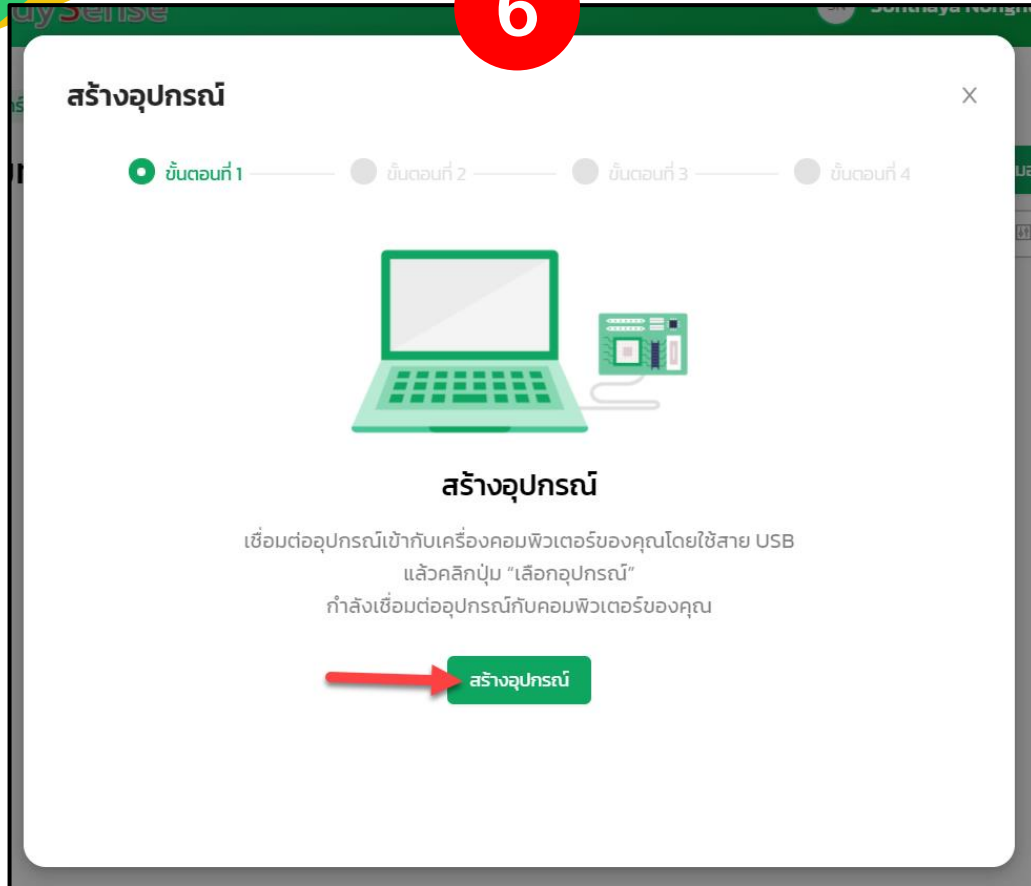 6
สร้างอุปกรณ์
ขั้นตอนที่ 1
ขั้นตอนที่ 2
ขั้นตอนที่ 3
ขั้นตอนที่ 4
สร้างอุปกรณ์
เชื่อมต่ออุปกรณ์เข้ากับเครื่องคอมพิวเตอร์ของคุณโดยใช้สาย USB
แล้วคลิกปุ่ม “เลือกอุปกรณ์”
กำลังเชื่อมต่ออุปกรณ์กับคอมพิวเตอร์ของคุณ
สร้างอุปกรณ์